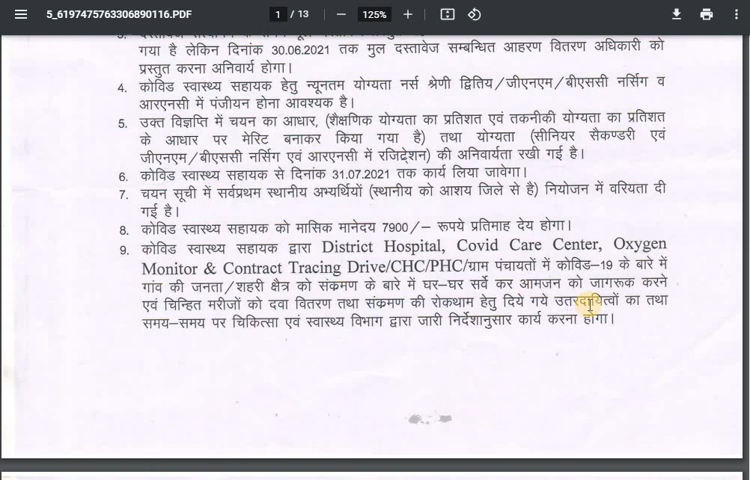 5_6197475763306890116.PDF
1 / 13
125%
गया है लेकिन दिनांक 30.06.2021 तक मुल दस्तावेज सम्बन्धित आहरण वितरण अधिकारी को
प्रस्तुत करना अनिवार्य होगा।
4. कोविड स्वास्थ्य सहायक हेतु न्यूनतम योग्यता नर्स श्रेणी द्वितिय/जीएनएम/बीएससी नर्सिग व
आरएनसी में पंजीयन होना आवश्यक है।
5. उक्त विज्ञप्ति में चयन का आधार, (शैक्षणिक योग्यता का प्रतिशत एवं तकनीकी योग्यता का प्रतिशत
के आधार पर मेरिट बनाकर किया गया है) तथा योग्यता (सीनियर सैकण्डरी एवं
जीएनएम/बीएससी नर्सिग एवं आरएनसी में रजिट्रेशन) की अनिवार्यता रखी गई है।
6. कोविड स्वास्थ्य सहायक से दिनांक 31.07.2021 तक कार्य लिया जावेगा।
7. चयन सूची में सर्वप्रथम स्थानीय अभ्यर्थियों (स्थानीय को आशय जिले से है) नियोजन में वरियता दी
गई है।
8. कोविड स्वास्थ्य सहायक को मासिक मानेदय 7900/- रूपये प्रतिमाह देय होगा।
9. कोविड स्वास्थ्य सहायक द्वारा District Hospital, Covid Care Center, Oxygen
Monitor & Contract Tracing Drive/CHC/PHC/ग्राम पंचायतों में कोविड-19 के बारे में
गांव की जनता/शहरी क्षैत्र को संक्रमण के बारे में घर-घर सर्वे कर आमजन को जागरूक करने
एवं चिन्हित मरीजों को दवा वितरण तथा संक्रमण की रोकथाम हेतु दिये गये उतरदायित्वों का तथा
समय-समय पर चिकित्सा एवं स्वास्थ्य विभाग द्वारा जारी निर्देशानुसार कार्य करना होगा।